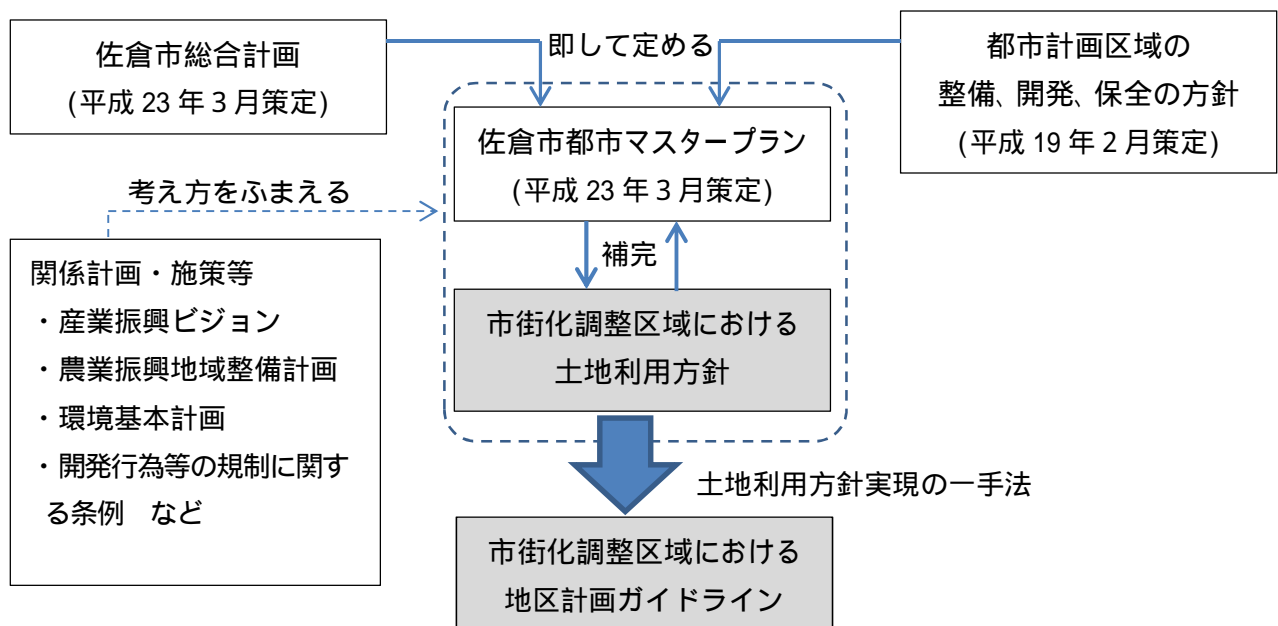 佐倉市総合計画
(平成 23 年３月策定)
即して定める
都市計画区域の
整備、開発、保全の方針
(平成 19 年２月策定)
佐倉市都市マスタープラン
(平成 23 年３月策定)
考え方をふまえる
補完
関係計画・施策等
・産業振興ビジョン
・農業振興地域整備計画
・環境基本計画
・開発行為等の規制に関す
る条例　など
市街化調整区域における
土地利用方針
土地利用方針実現の一手法
市街化調整区域における
地区計画ガイドライン